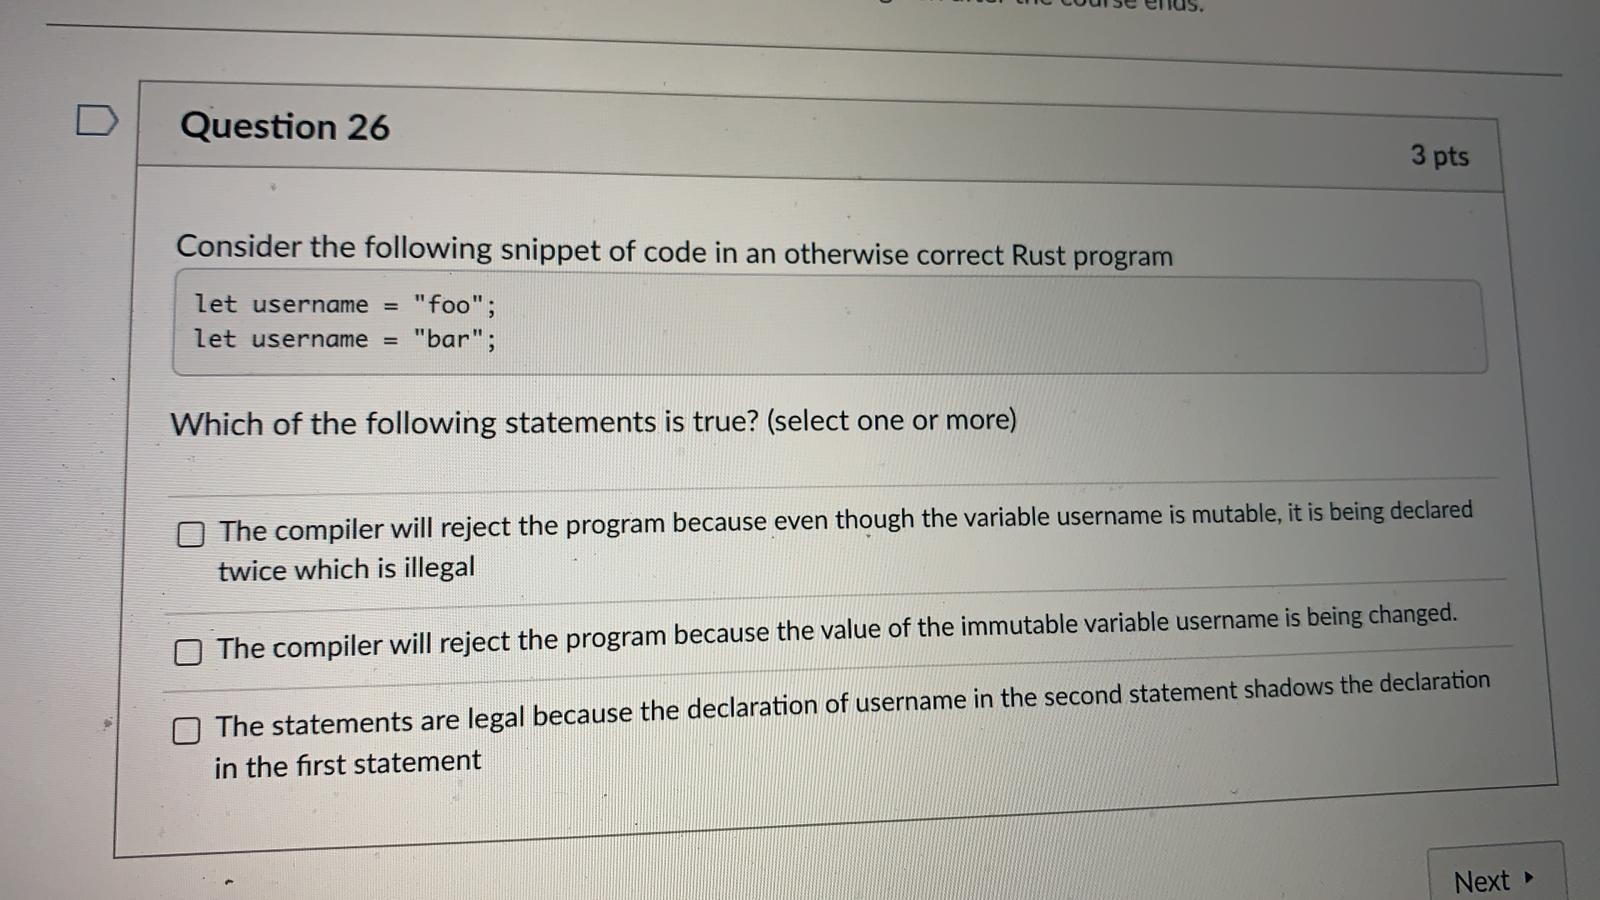 the course ends.
Question 26
3 pts
Consider the following snippet of code in an otherwise correct Rust program
let username = "foo";
let username = "bar";
Which of the following statements is true? (select one or more)
The compiler will reject the program because even though the variable username is mutable, it is being declared
twice which is illegal
The compiler will reject the program because the value of the immutable variable username is being changed.
The statements are legal because the declaration of username in the second statement shadows the declaration
in the first statement
Next